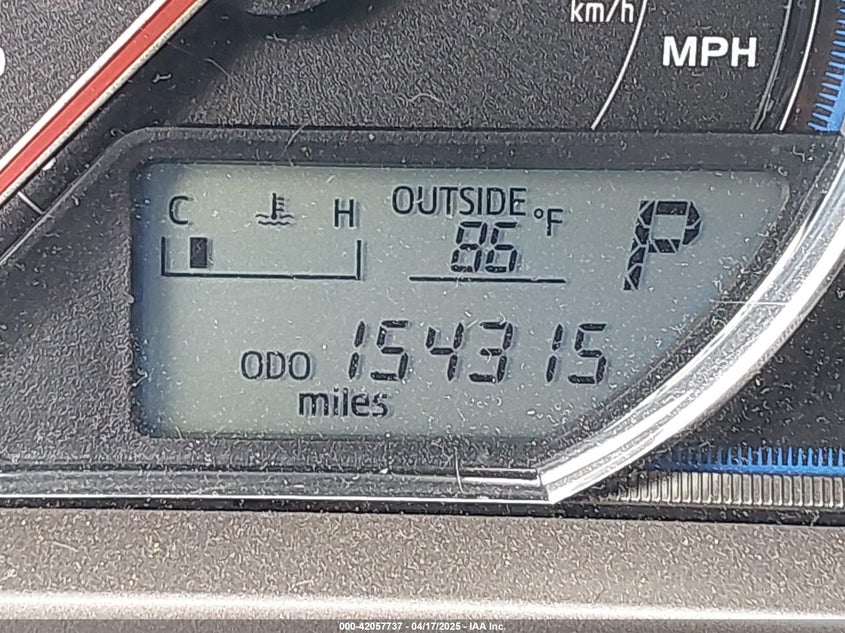 km/h
MPH
C H OUTSIDE °F P
86
ODO 154315
miles
000-42057737 - 04/17/2025 - IAA Inc.